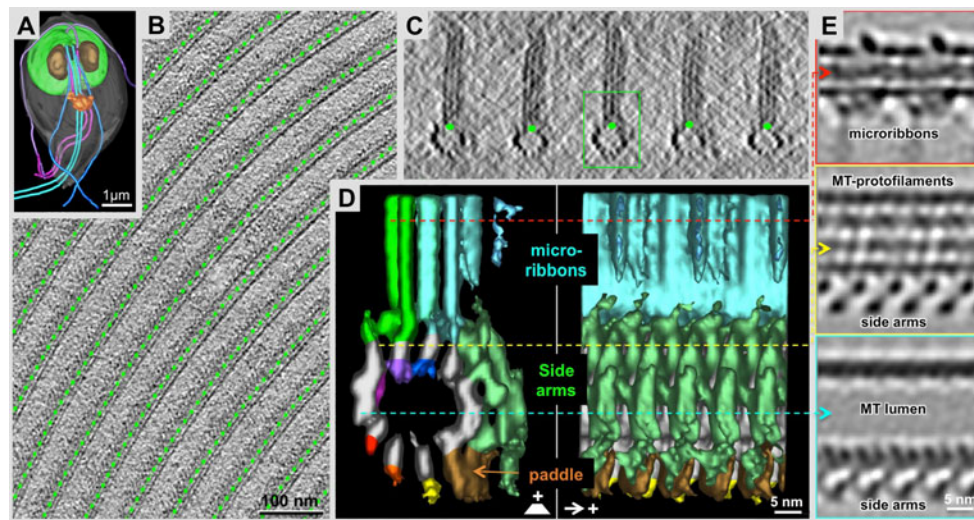 A
1µm
B
100 nm
C
D
micro-
ribbons
Side
arms
paddle
+
+
5 nm
E
microribbons
MT-protofilaments
side arms
MT lumen
side arms
5 nm